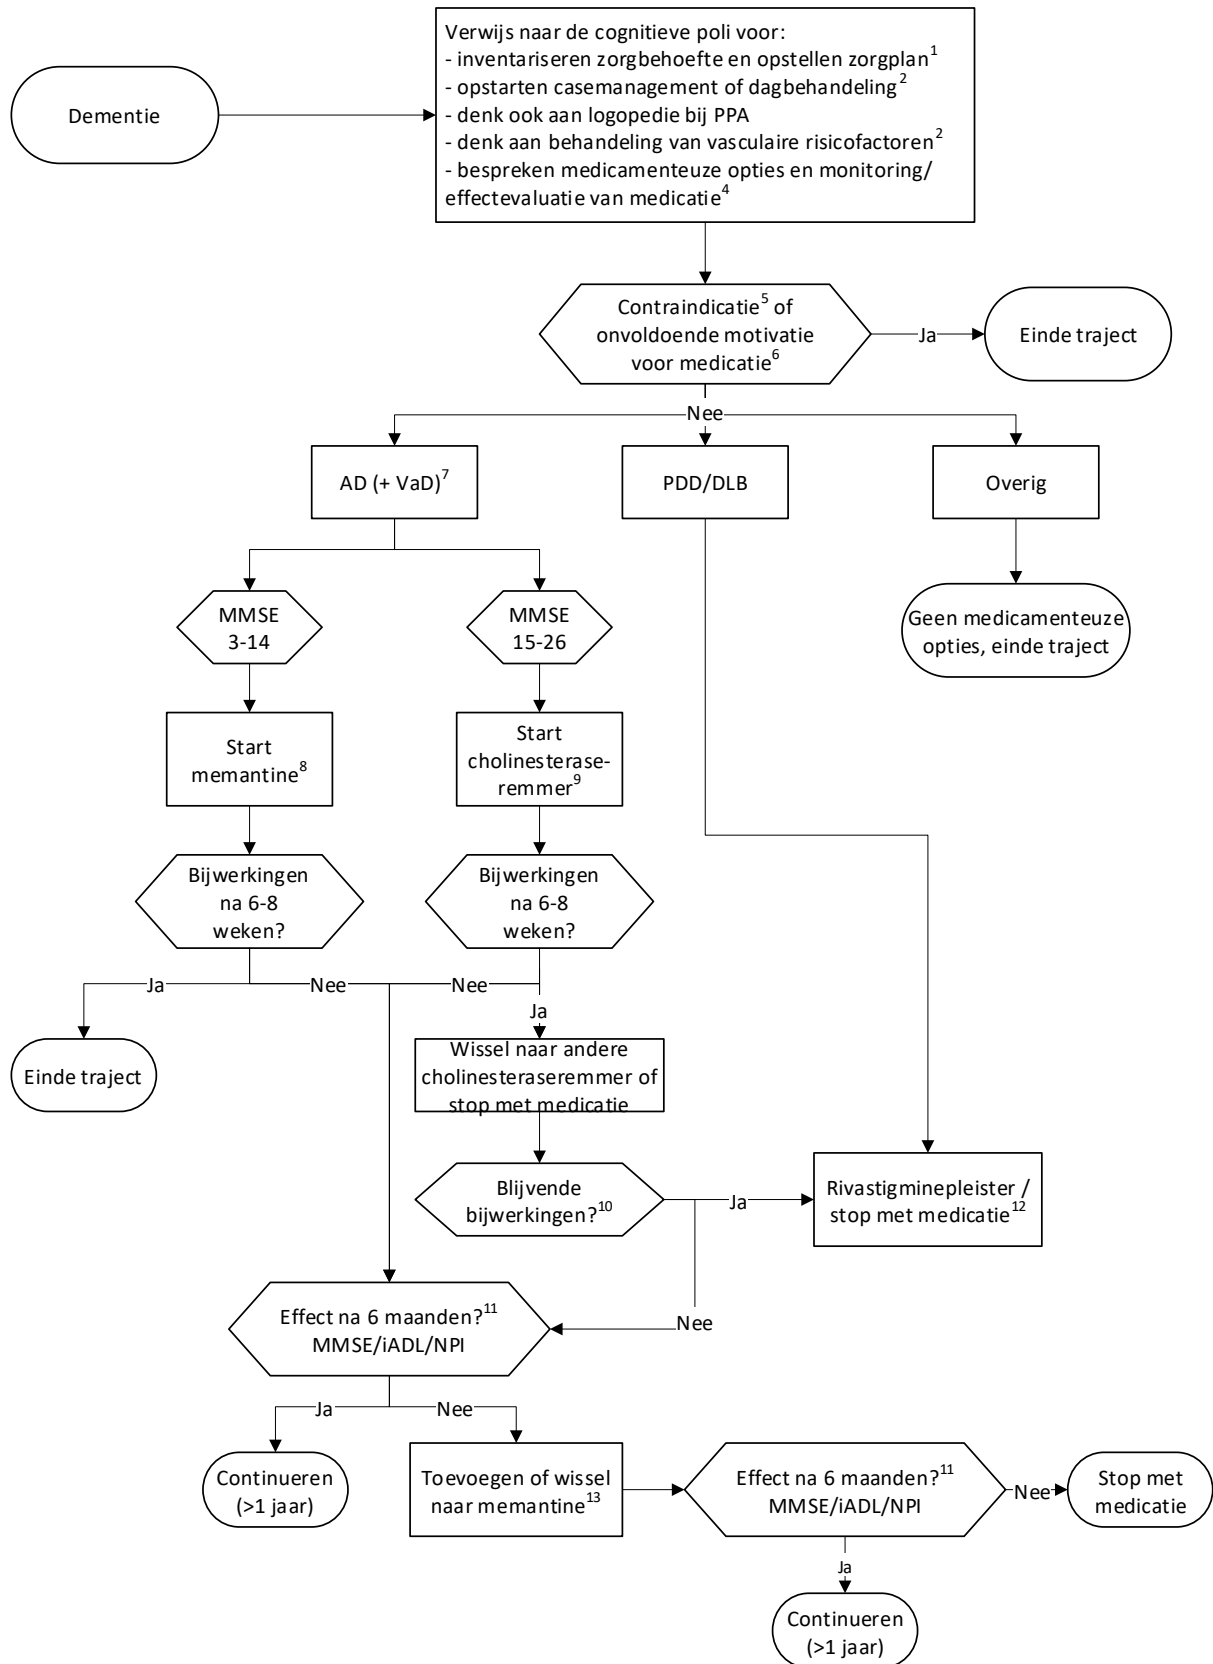 Dementie
Verwijs naar de cognitieve poli voor:
- inventariseren zorgbehoefte en opstellen zorgplan1
- opstarten casemanagement of dagbehandeling2
- denk ook aan logopedie bij PPA
- denk aan behandeling van vasculaire risicofactoren2
- bespreken medicamenteuze opties en monitoring/
effectevaluatie van medicatie4
Contraindicatie5 of
onvoldoende motivatie
voor medicatie6
Ja
Einde traject
Nee
AD (+ VaD)7
PDD/DLB
Overig
MMSE
3-14
MMSE
15-26
Geen medicamenteuze
opties, einde traject
Start
memantine8
Start
cholinesterase-
remmer9
Bijwerkingen
na 6-8
weken?
Bijwerkingen
na 6-8
weken?
Ja
Nee
Nee
Ja
Einde traject
Wissel naar andere
cholinesteraseremmer of
stop met medicatie
Blijvende
bijwerkingen?10
Ja
Rivastigminepleister /
stop met medicatie12
Nee
Effect na 6 maanden?11
MMSE/iADL/NPI
Ja
Nee
Continueren
(>1 jaar)
Toevoegen of wissel
naar memantine13
Effect na 6 maanden?11
MMSE/iADL/NPI
Nee
Stop met
medicatie
Ja
Continueren
(>1 jaar)